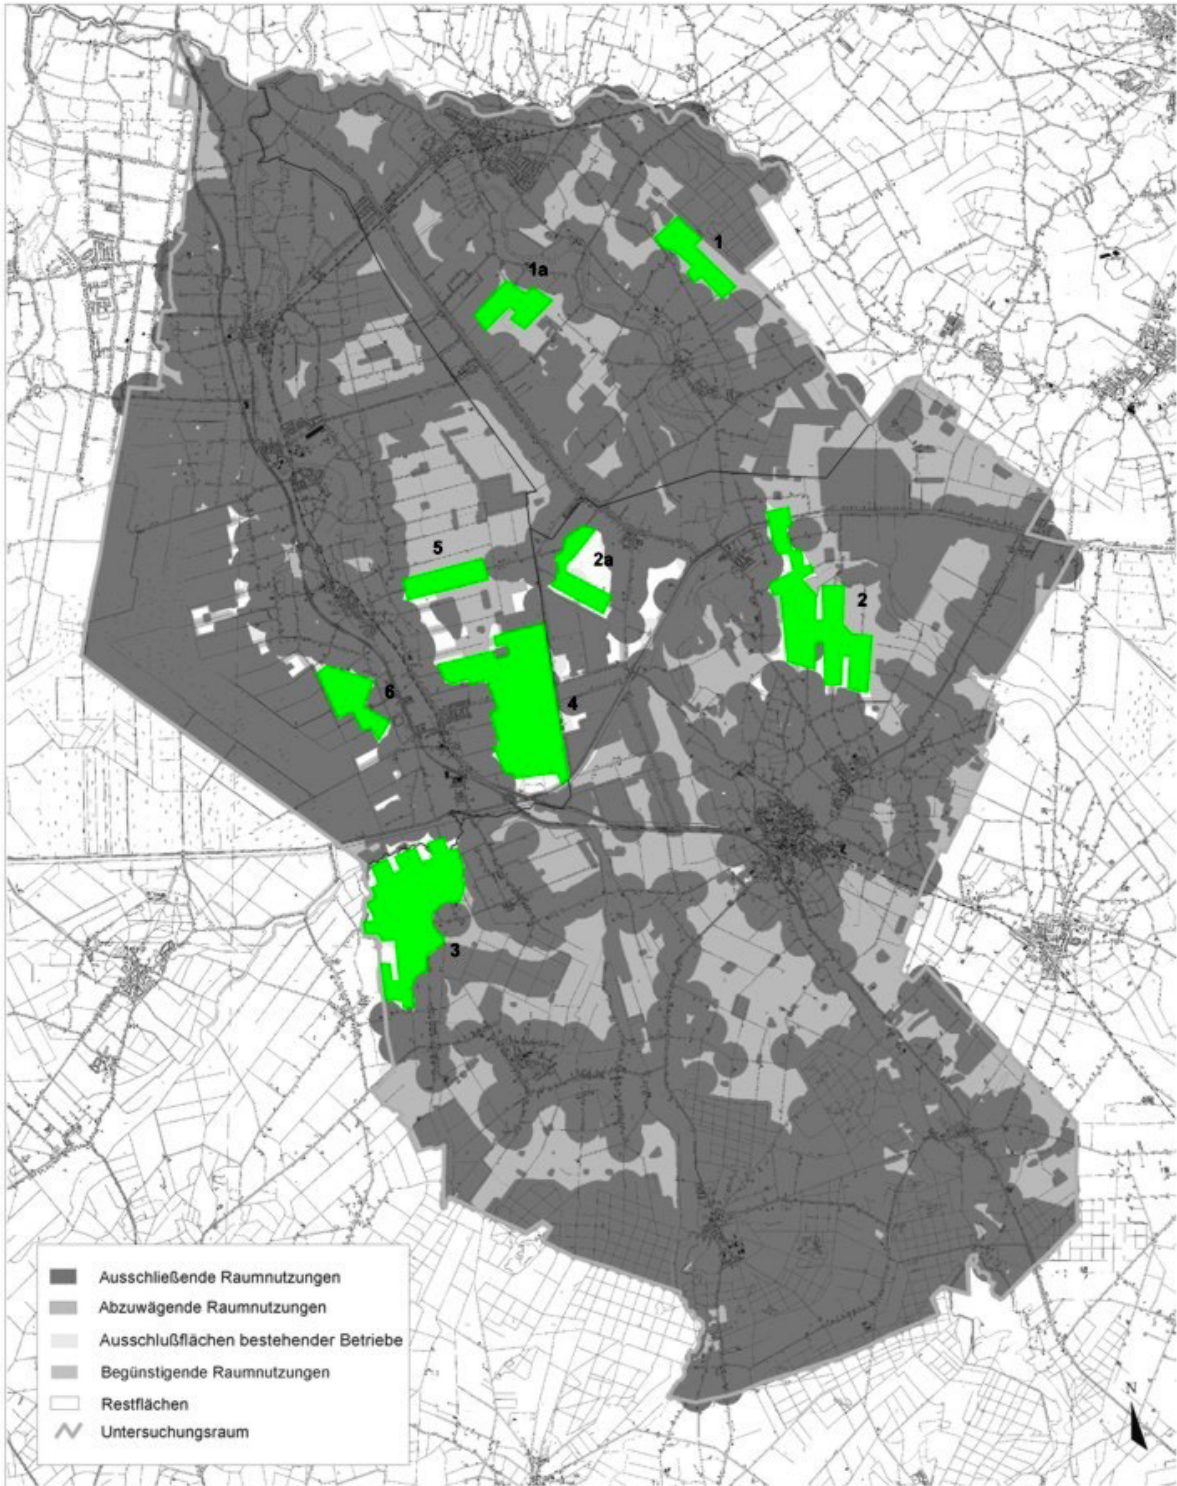 1
1a
5
2a
2
6
4
3
Ausschließende Raumnutzungen
Abzuwägende Raumnutzungen
Ausschlußflächen bestehender Betriebe
Begünstigende Raumnutzungen
Restflächen
Untersuchungsraum
N